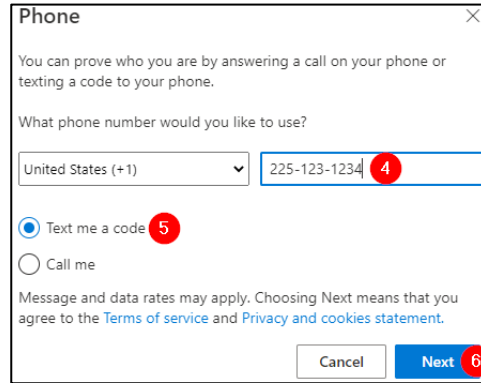 Phone
You can prove who you are by answering a call on your phone or
texting a code to your phone.
What phone number would you like to use?
United States (+1) 225-123-1234 4
Text me a code 5
Call me
Message and data rates may apply. Choosing Next means that you
agree to the Terms of service and Privacy and cookies statement.
Cancel Next 6